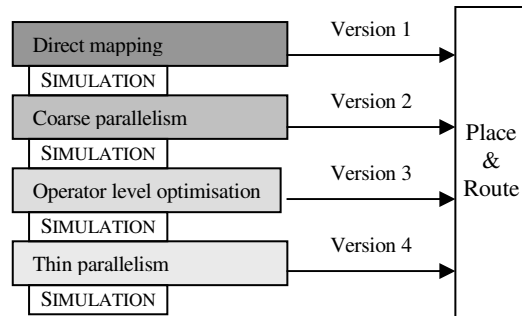 Direct mapping
Version 1
SIMULATION
Coarse parallelism
Version 2
SIMULATION
Operator level optimisation
Version 3
SIMULATION
Thin parallelism
Version 4
SIMULATION
Place
&
Route